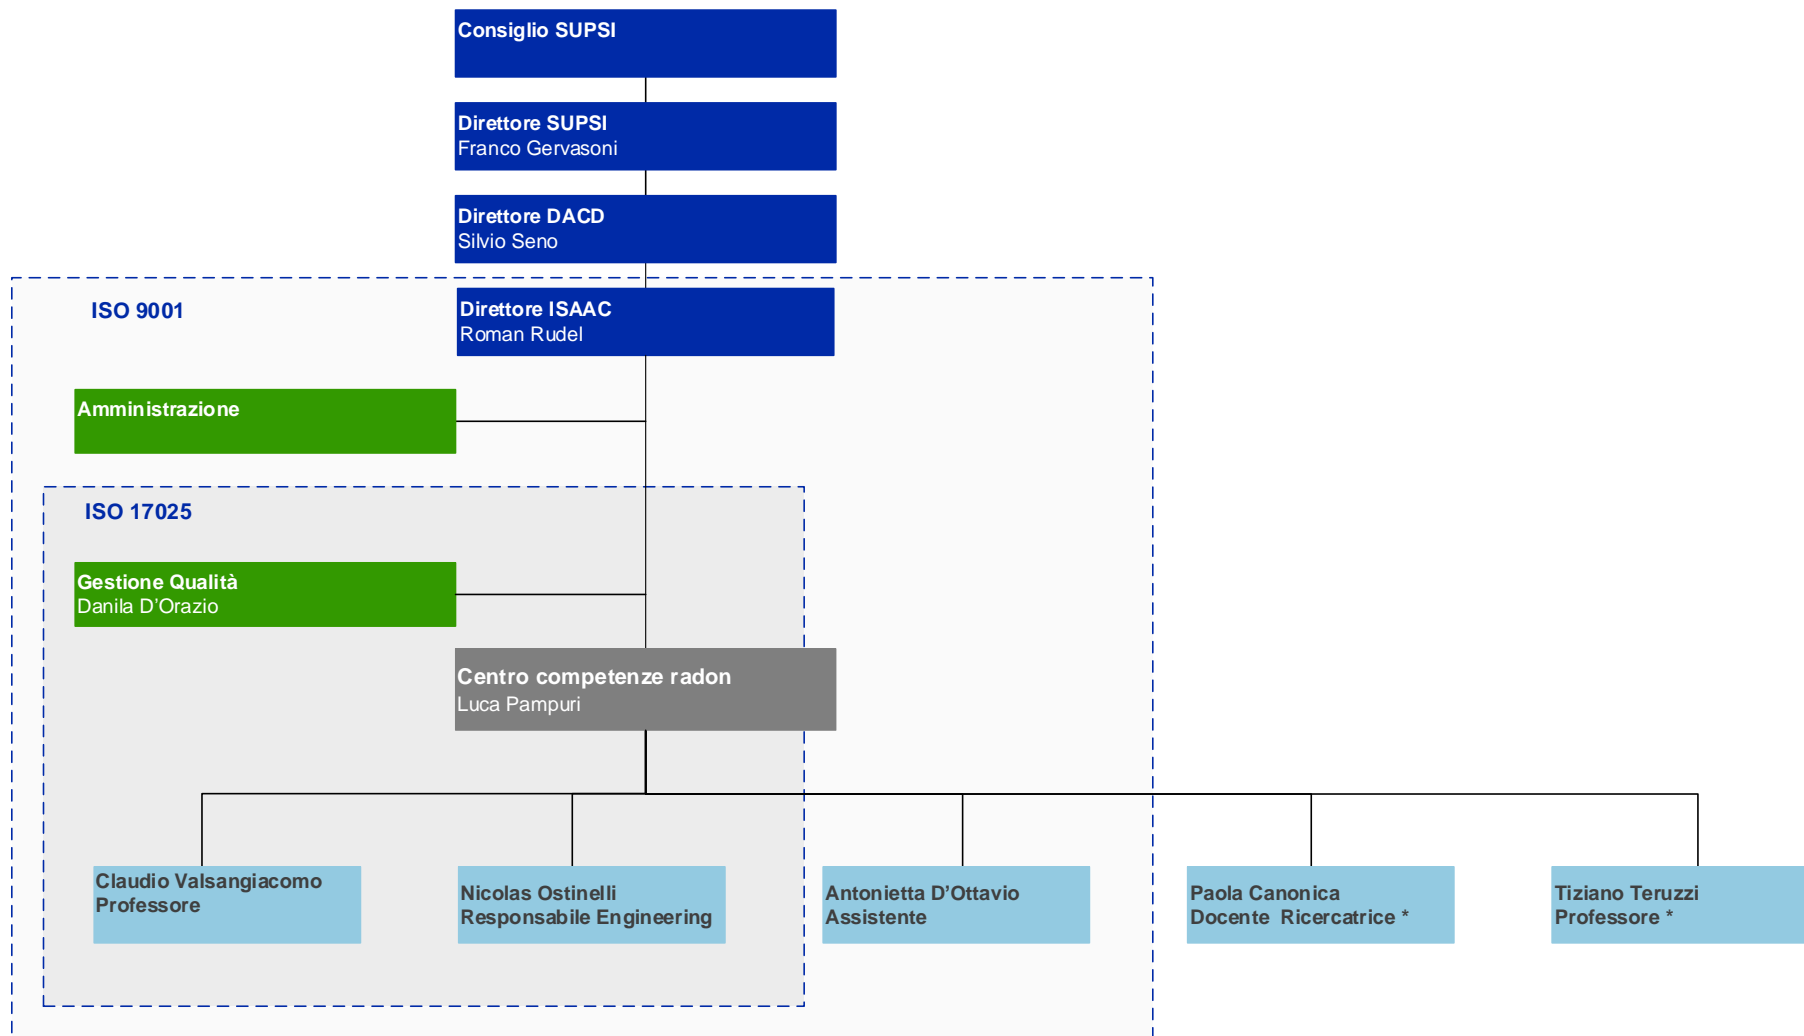 Consiglio SUPSI
Direttore SUPSI
Franco Gervasoni
Direttore DACD
Silvio Seno
ISO 9001
Direttore ISAAC
Roman Rudel
Amministrazione
ISO 17025
Gestione Qualità
Danila D'Orazio
Centro competenze radon
Luca Pampuri
Claudio Valsangiacomo
Professore
Nicolas Ostinelli
Responsabile Engineering
Antonietta D'Ottavio
Assistente
Paola Canonica
Docente  Ricercatrice *
Tiziano Teruzzi
Professore *